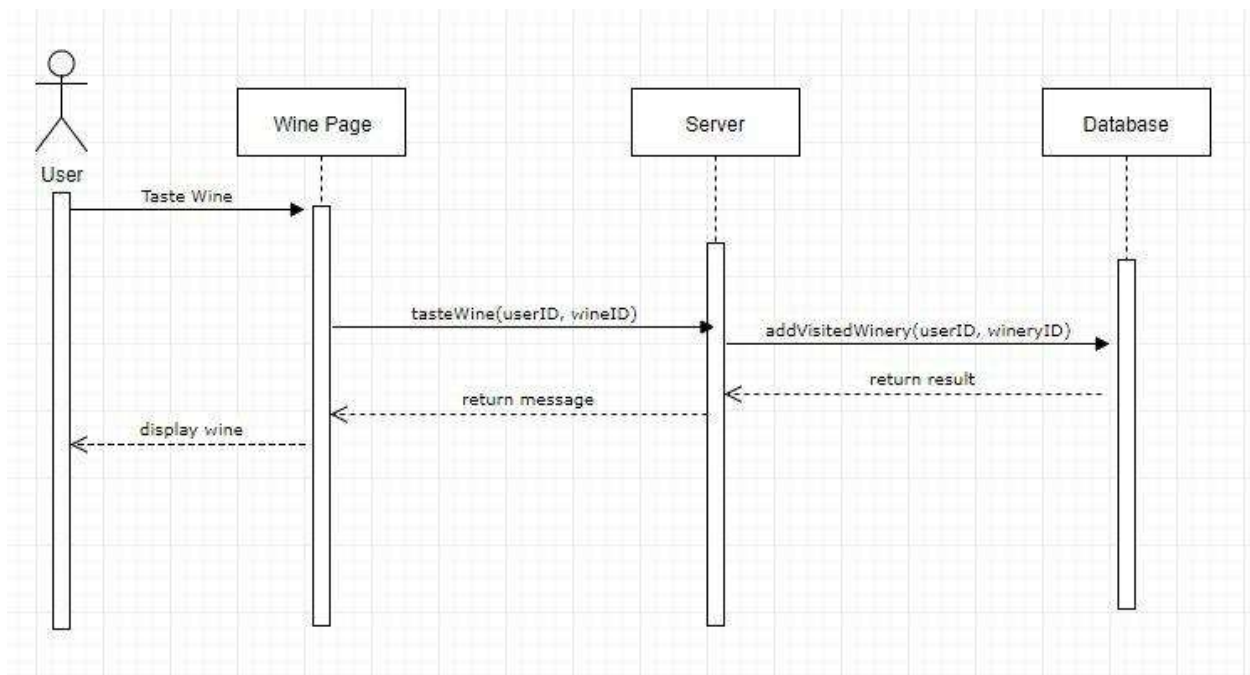 Wine Page
Server
Database
User
Taste Wine
tasteWine(userID, wineID)
addVisitedWinery(userID, wineryID)
return result
return message
display wine